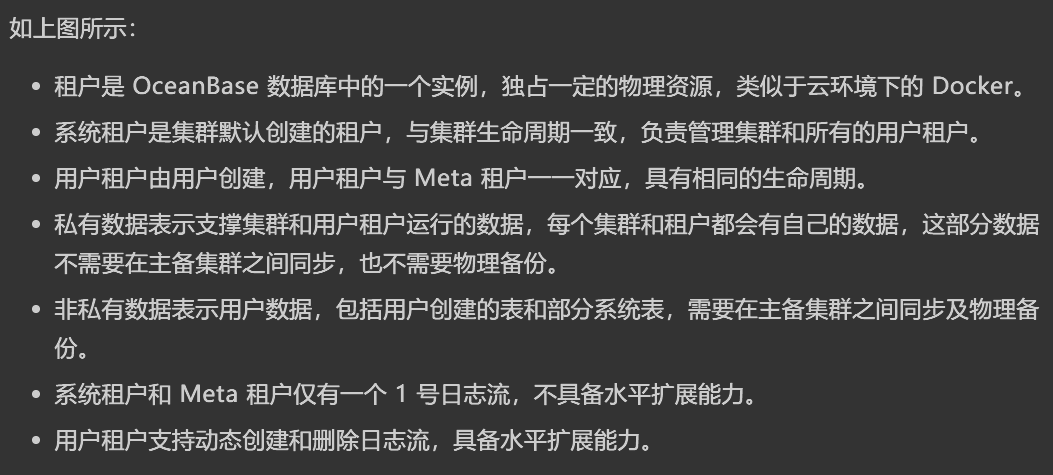 如上图所示：
• 租户是 OceanBase 数据库中的一个实例，独占一定的物理资源，类似于云环境下的 Docker。
• 系统租户是集群默认创建的租户，与集群生命周期一致，负责管理集群和所有的用户租户。
• 用户租户由用户创建，用户租户与 Meta 租户一一对应，具有相同的生命周期。
• 私有数据表示支撑集群和用户租户运行的数据，每个集群和租户都会有自己的数据，这部分数据
不需要在主备集群之间同步，也不需要物理备份。
• 非私有数据表示用户数据，包括用户创建的表和部分系统表，需要在主备集群之间同步及物理备
份。
• 系统租户和 Meta 租户仅有一个 1 号日志流，不具备水平扩展能力。
• 用户租户支持动态创建和删除日志流，具备水平扩展能力。